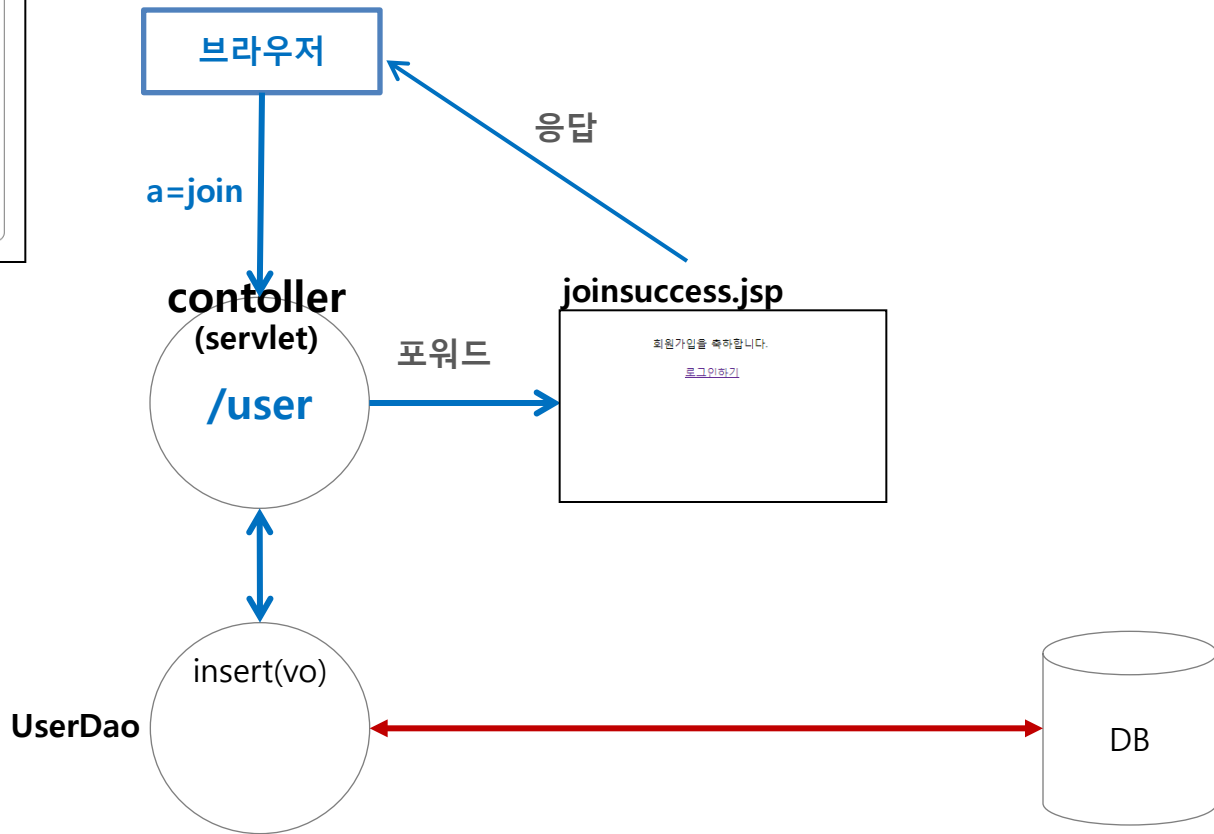 브라우저
응답
a=join
contoller
(servlet)
/user
포워드
joinsuccess.jsp
회원가입을 축하합니다.
로그인하기
insert(vo)
UserDao
DB